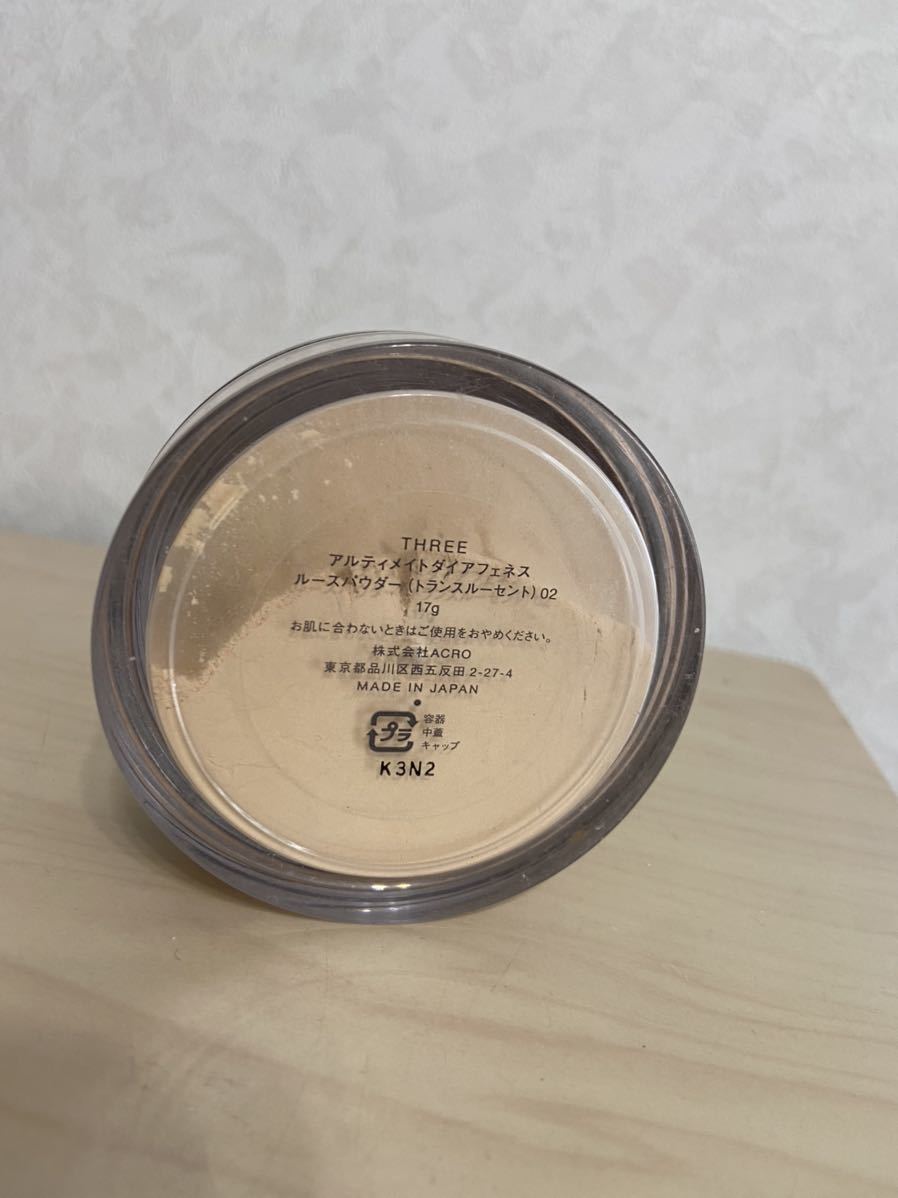 THREE
アルティメイトダイアフェネス
ルースパウダー(トランスルーセント) 02
17g
お肌に合わないときはご使用をおやめください。
株式会社ACRO
東京都品川区西五反田 2-27-4
MADE IN JAPAN
プラ
容器
中蓋
キャップ
K3N2